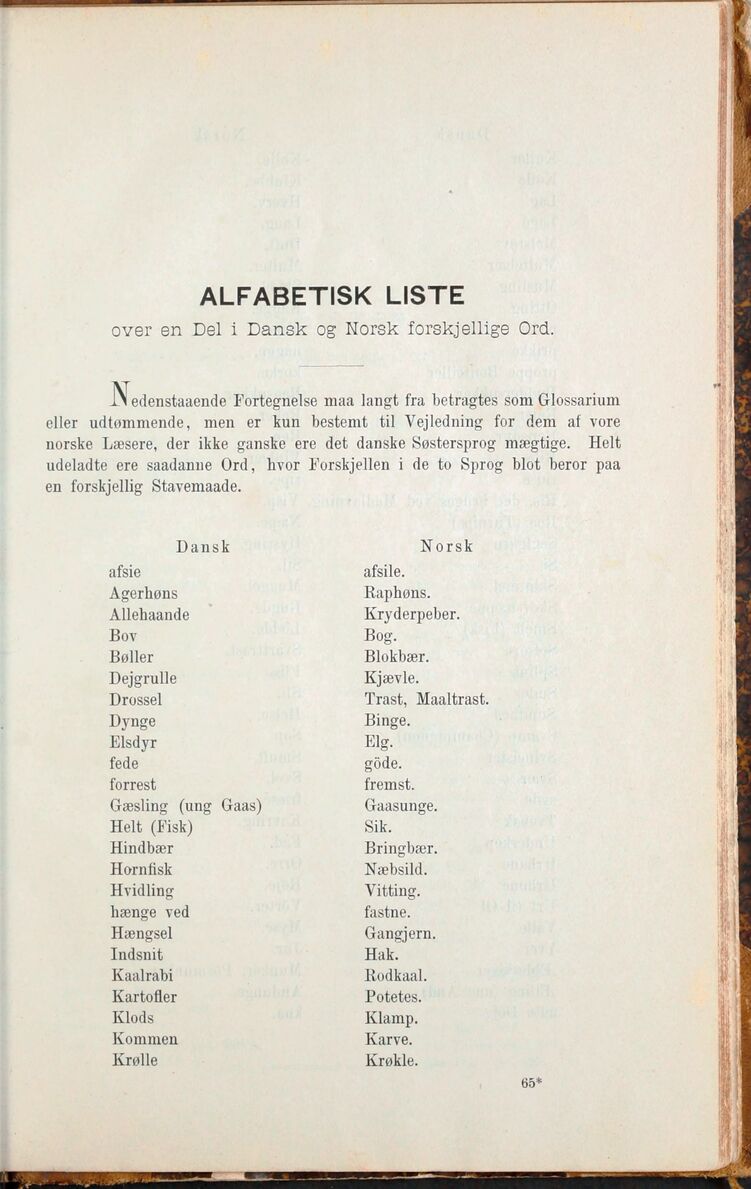 ALFABETISK LISTE
over en Del i Dansk og Norsk forskjellige Ord.
Nedenstaaende Fortegnelse maa langt fra betragtes som Glossarium
eller udtømmende, men er kun bestemt til Vejledning for dem af vore
norske Læsere, der ikke ganske ere det danske Søstersprog mægtige. Helt
udeladte ere saadanne Ord, hvor Forskjellen i de to Sprog blot beror paa
en forskjellig Stavemaade.
Dansk Norsk
afsie afsile.
Agerhøns Raphøns.
Allehaande Kryderpeber.
Bov Bog.
Bøller Blokbær.
Dejgrulle Kjævle.
Drossel Trast, Maaltrast.
Dynge Binge.
Elsdyr Elg.
fede göde.
forrest fremst.
Gæsling (ung Gaas) Gaasunge.
Helt (Fisk) Sik.
Hindbær Bringbær.
Hornfisk Næbsild.
Hvidling Vitting.
hænge ved fastne.
Hængsel Gangjern.
Indsnit Hak.
Kaalrabi Rodkaal.
Kartofler Potetes.
Klods Klamp.
Kommen Karve.
Krølle Krøkle.
65*